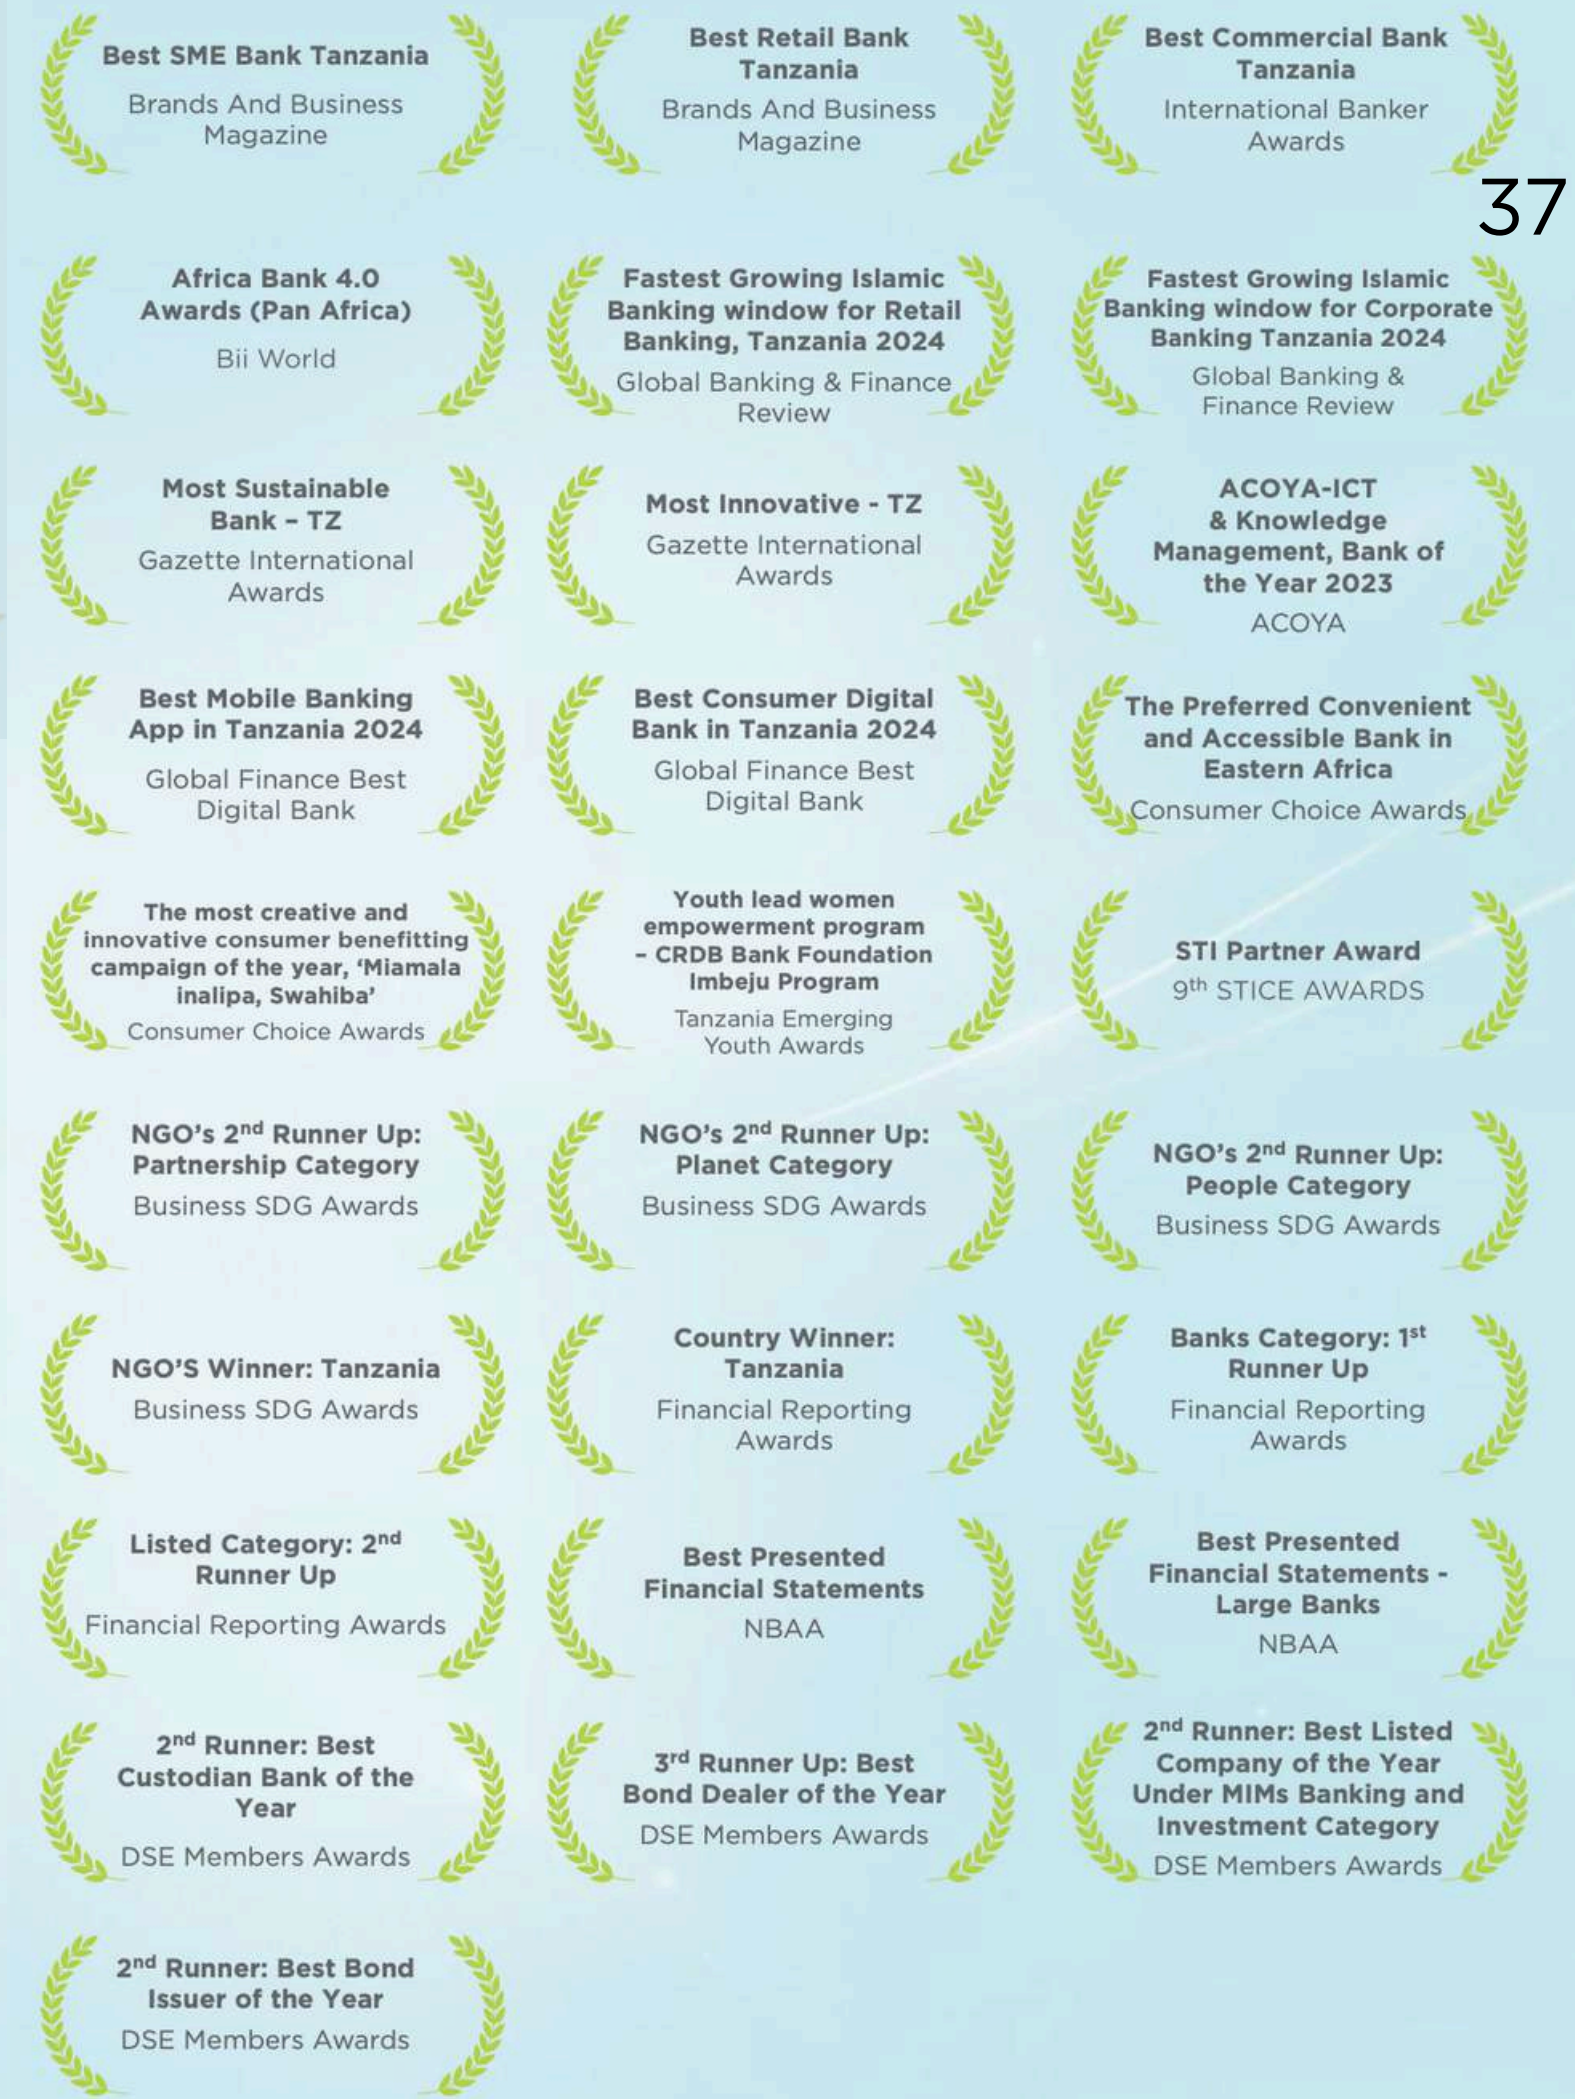 Best SME Bank Tanzania
Brands And Business
Magazine
Best Retail Bank
Tanzania
Brands And Business
Magazine
Best Commercial Bank
Tanzania
International Banker
Awards
37
Africa Bank 4.0
Awards (Pan Africa)
Bii World
Fastest Growing Islamic
Banking window for Retail
Banking, Tanzania 2024
Global Banking & Finance
Review
Fastest Growing Islamic
Banking window for Corporate
Banking Tanzania 2024
Global Banking &
Finance Review
Most Sustainable
Bank – TZ
Gazette International
Awards
Most Innovative - TZ
Gazette International
Awards
ACOYA-ICT
& Knowledge
Management, Bank of
the Year 2023
ACOYA
Best Mobile Banking
App in Tanzania 2024
Global Finance Best
Digital Bank
Best Consumer Digital
Bank in Tanzania 2024
Global Finance Best
Digital Bank
The Preferred Convenient
and Accessible Bank in
Eastern Africa
Consumer Choice Awards
The most creative and
innovative consumer benefitting
campaign of the year, ‘Miamala
inalipa, Swahiba’
Consumer Choice Awards
Youth lead women
empowerment program
– CRDB Bank Foundation
Imbeju Program
Tanzania Emerging
Youth Awards
STI Partner Award
9th STICE AWARDS
NGO’s 2nd Runner Up:
Partnership Category
Business SDG Awards
NGO’s 2nd Runner Up:
Planet Category
Business SDG Awards
NGO’s 2nd Runner Up:
People Category
Business SDG Awards
NGO’S Winner: Tanzania
Business SDG Awards
Country Winner:
Tanzania
Financial Reporting
Awards
Banks Category: 1st
Runner Up
Financial Reporting
Awards
Listed Category: 2nd
Runner Up
Financial Reporting Awards
Best Presented
Financial Statements
NBAA
Best Presented
Financial Statements -
Large Banks
NBAA
2nd Runner: Best
Custodian Bank of the
Year
DSE Members Awards
3rd Runner Up: Best
Bond Dealer of the Year
DSE Members Awards
2nd Runner: Best Listed
Company of the Year
Under MIMs Banking and
Investment Category
DSE Members Awards
2nd Runner: Best Bond
Issuer of the Year
DSE Members Awards